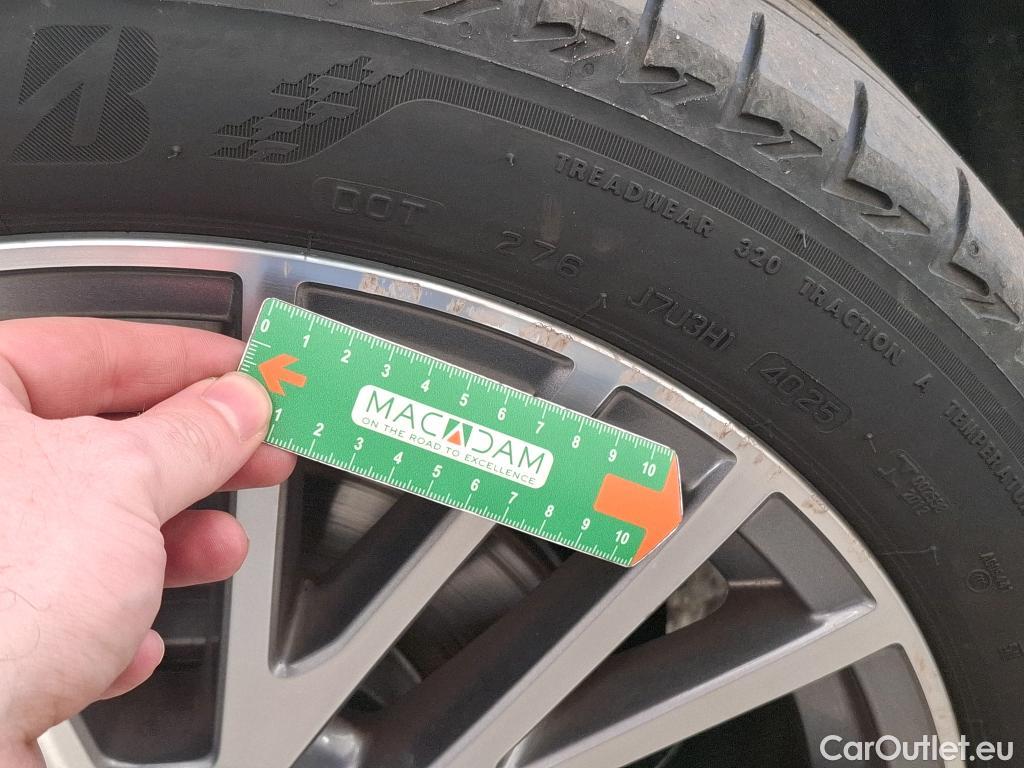 DOT
276
J7U3H
4025
TREADWEAR 320 TRACTION A
0 1 2 3 4 5 6 7 8 9 10
MACADAM
ON THE ROAD TO EXCELLENCE
1 2 3 4 5 6 7 8 9 10
CarOutlet.eu